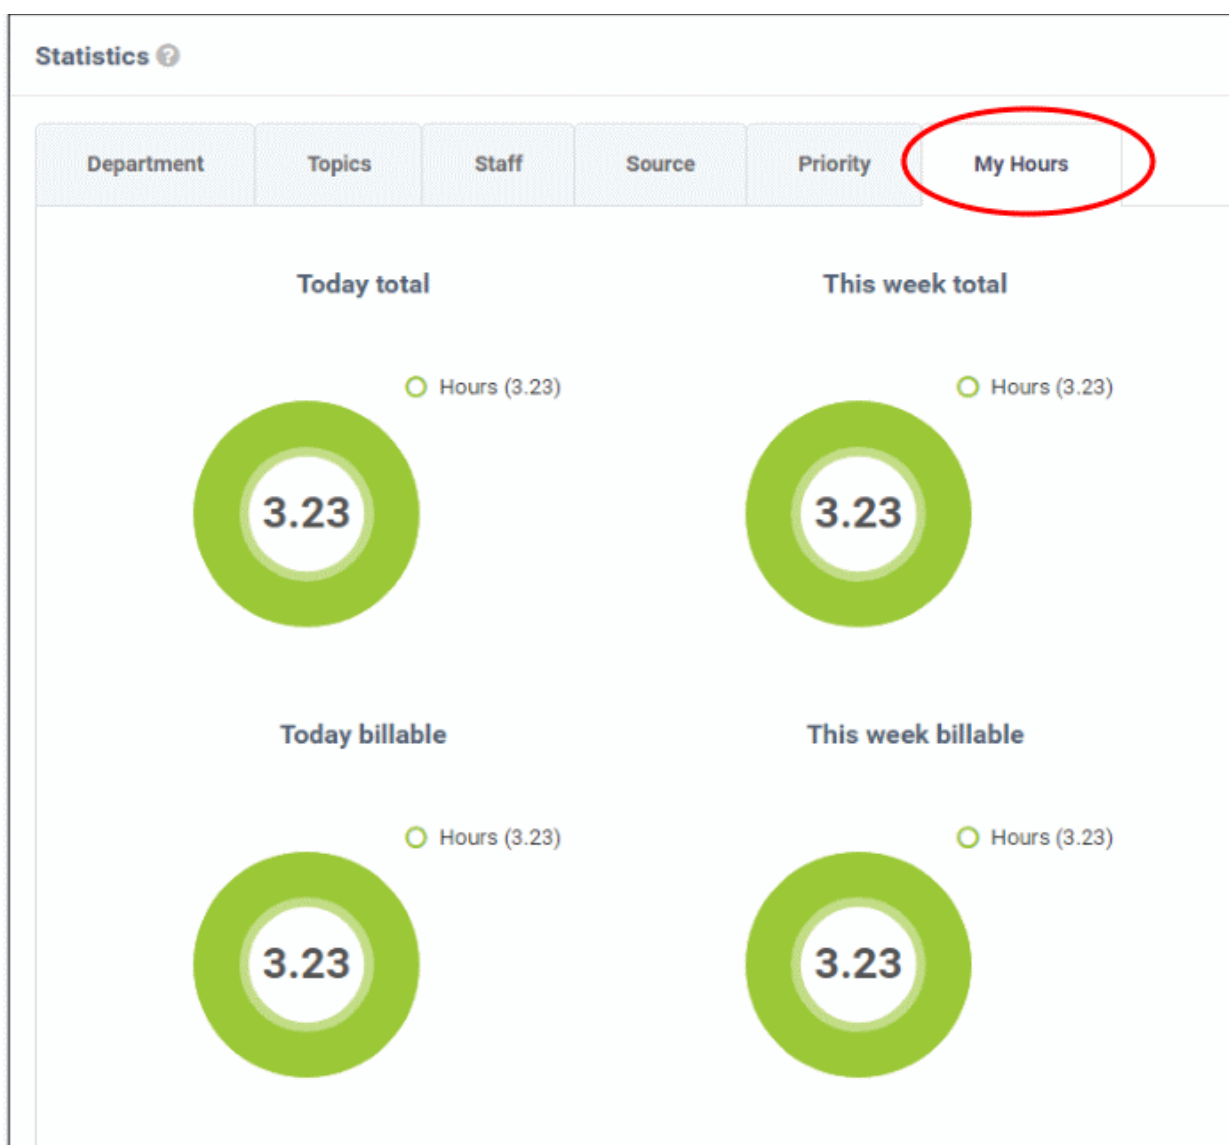 Statistics
Department Topics Staff Source Priority My Hours
Today total
This week total
Hours (3.23)
Hours (3.23)
3.23
3.23
Today billable
This week billable
Hours (3.23)
Hours (3.23)
3.23
3.23